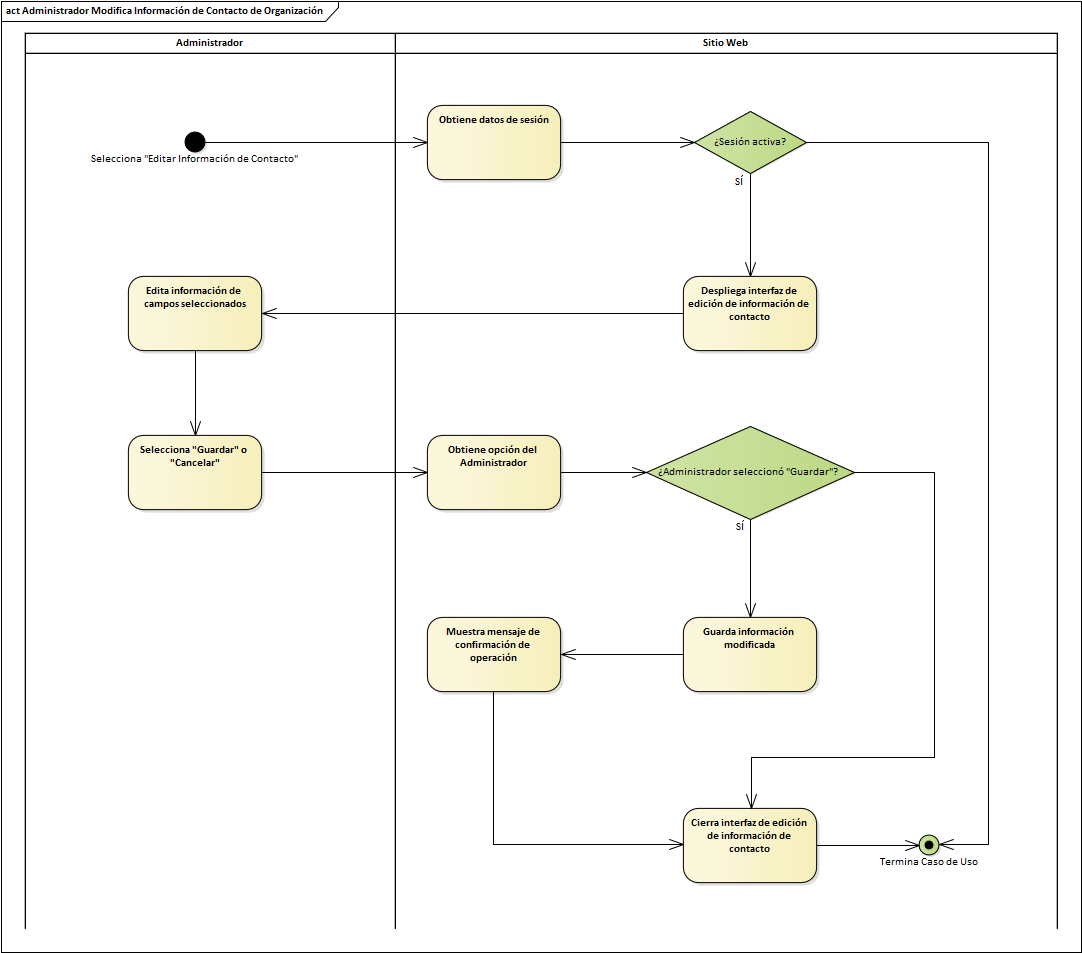 act Administrador Modifica Información de Contacto de Organización
Administrador
Sitio Web
Obtiene datos de sesión
¿Sesión activa?
Selecciona "Editar Información de Contacto"
SÍ
Edita información de
campos seleccionados
Despliega interfaz de
edición de información de
contacto
Selecciona "Guardar" o
"Cancelar"
Obtiene opción del
Administrador
¿Administrador seleccionó "Guardar"?
SÍ
Muestra mensaje de
confirmación de
operación
Guarda información
modificada
Cierra interfaz de edición
de información de
contacto
Termina Caso de Uso